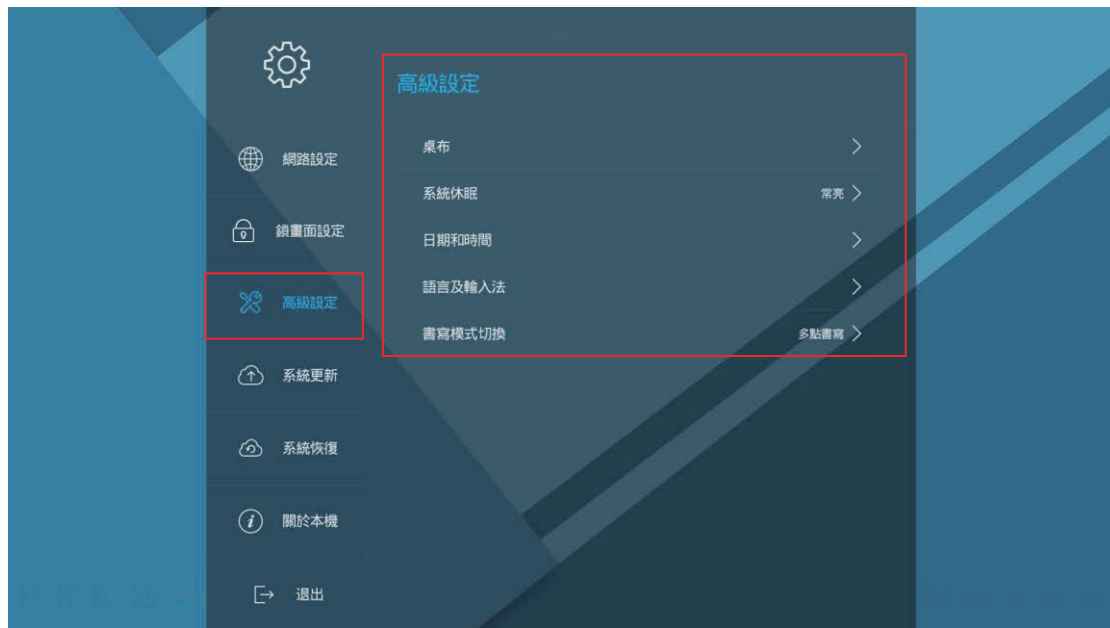 網路設定
鎖畫面設定
高級設定
系統更新
系統恢復
關於本機
退出
高級設定
桌布
系統休眠 常亮
日期和時間
語言及輸入法
書寫模式切換 多點書寫